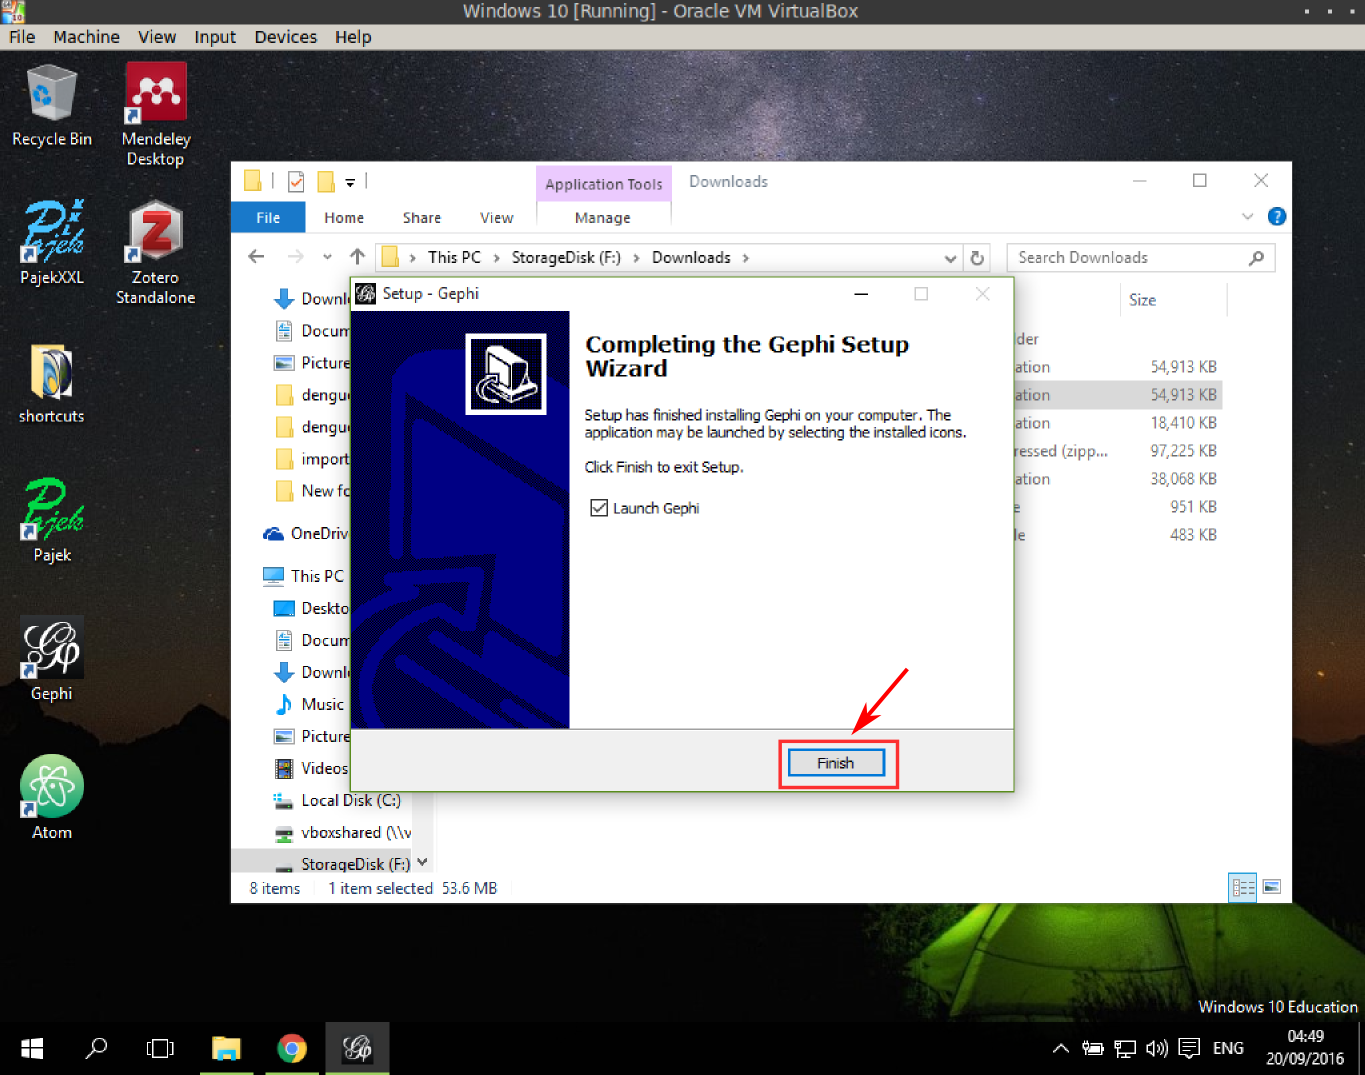 Windows 10 [Running] - Oracle VM VirtualBox
File Machine View Input Devices Help
Recycle Bin
Mendeley
Desktop
PajekXXL
Zotero
Standalone
shortcuts
Pajek
Gephi
Atom
Application Tools
Downloads
File Home Share View Manage
This PC > StorageDisk (F:) > Downloads >
Search Downloads
Size
Downl
Docum
Picture
dengu
dengu
import
New fo
OneDriv
This PC
Deskto
Docum
Downl
Music
Picture
Videos
Local Disk (C:)
vboxshared (\\v
StorageDisk (F:)
Setup - Gephi
Completing the Gephi Setup
Wizard
Setup has finished installing Gephi on your computer. The
application may be launched by selecting the installed icons.
Click Finish to exit Setup.
Launch Gephi
Finish
lder
ation 54,913 KB
ation 54,913 KB
ation 18,410 KB
ressed (zipp... 97,225 KB
ation 38,068 KB
e 951 KB
le 483 KB
8 items 1 item selected 53.6 MB
Windows 10 Education
ENG
04:49
20/09/2016